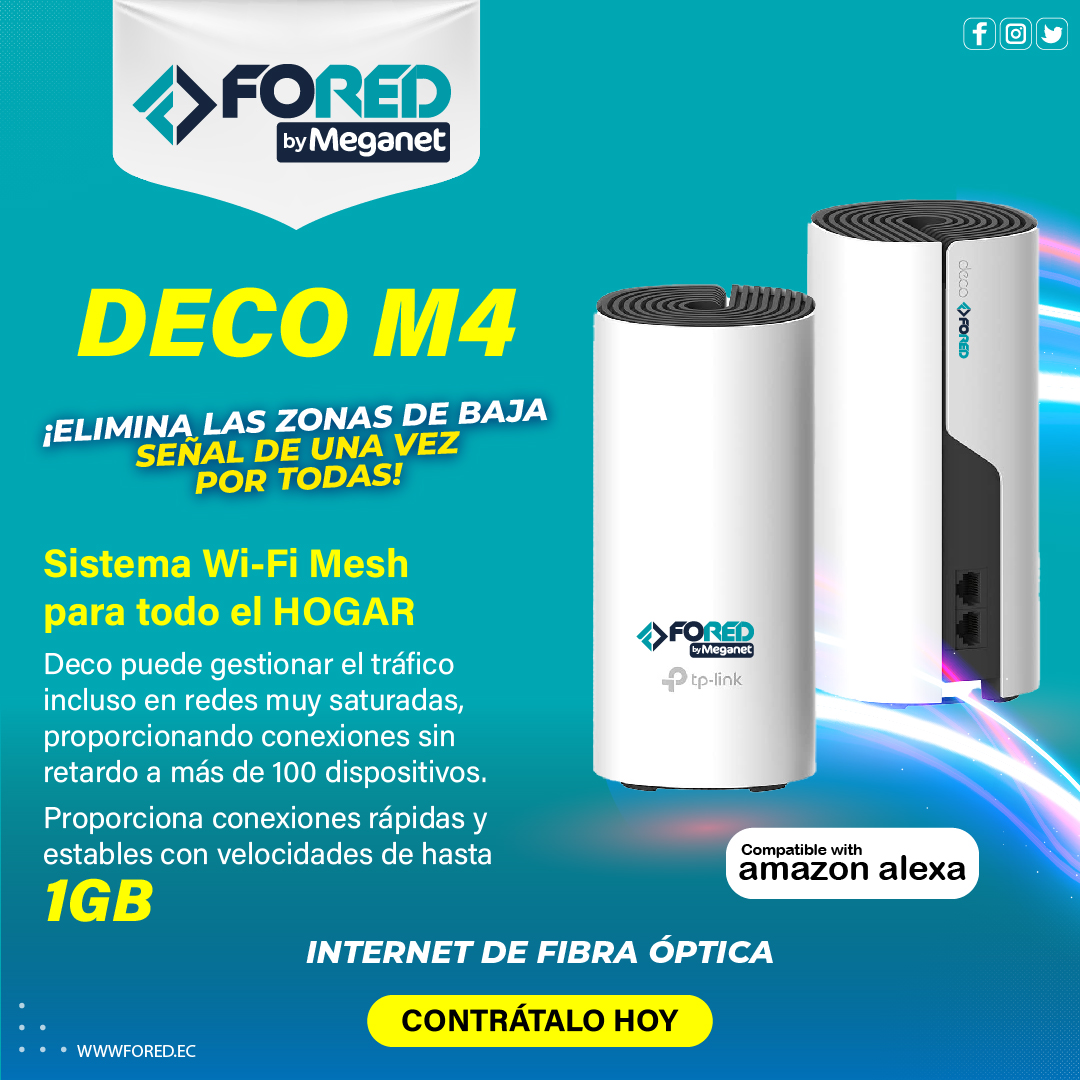 FORED
by Meganet
DECO M4
¡ELIMINA LAS ZONAS DE BAJA
SEÑAL DE UNA VEZ
POR TODAS!
Sistema Wi-Fi Mesh
para todo el HOGAR
Deco puede gestionar el tráfico
incluso en redes muy saturadas,
proporcionando conexiones sin
retardo a más de 100 dispositivos.
Proporciona conexiones rápidas y
estables con velocidades de hasta
1GB
deco FORED
FORED
by Meganet
tp-link
Compatible with
amazon alexa
INTERNET DE FIBRA ÓPTICA
CONTRÁTALO HOY
WWWFORED.EC